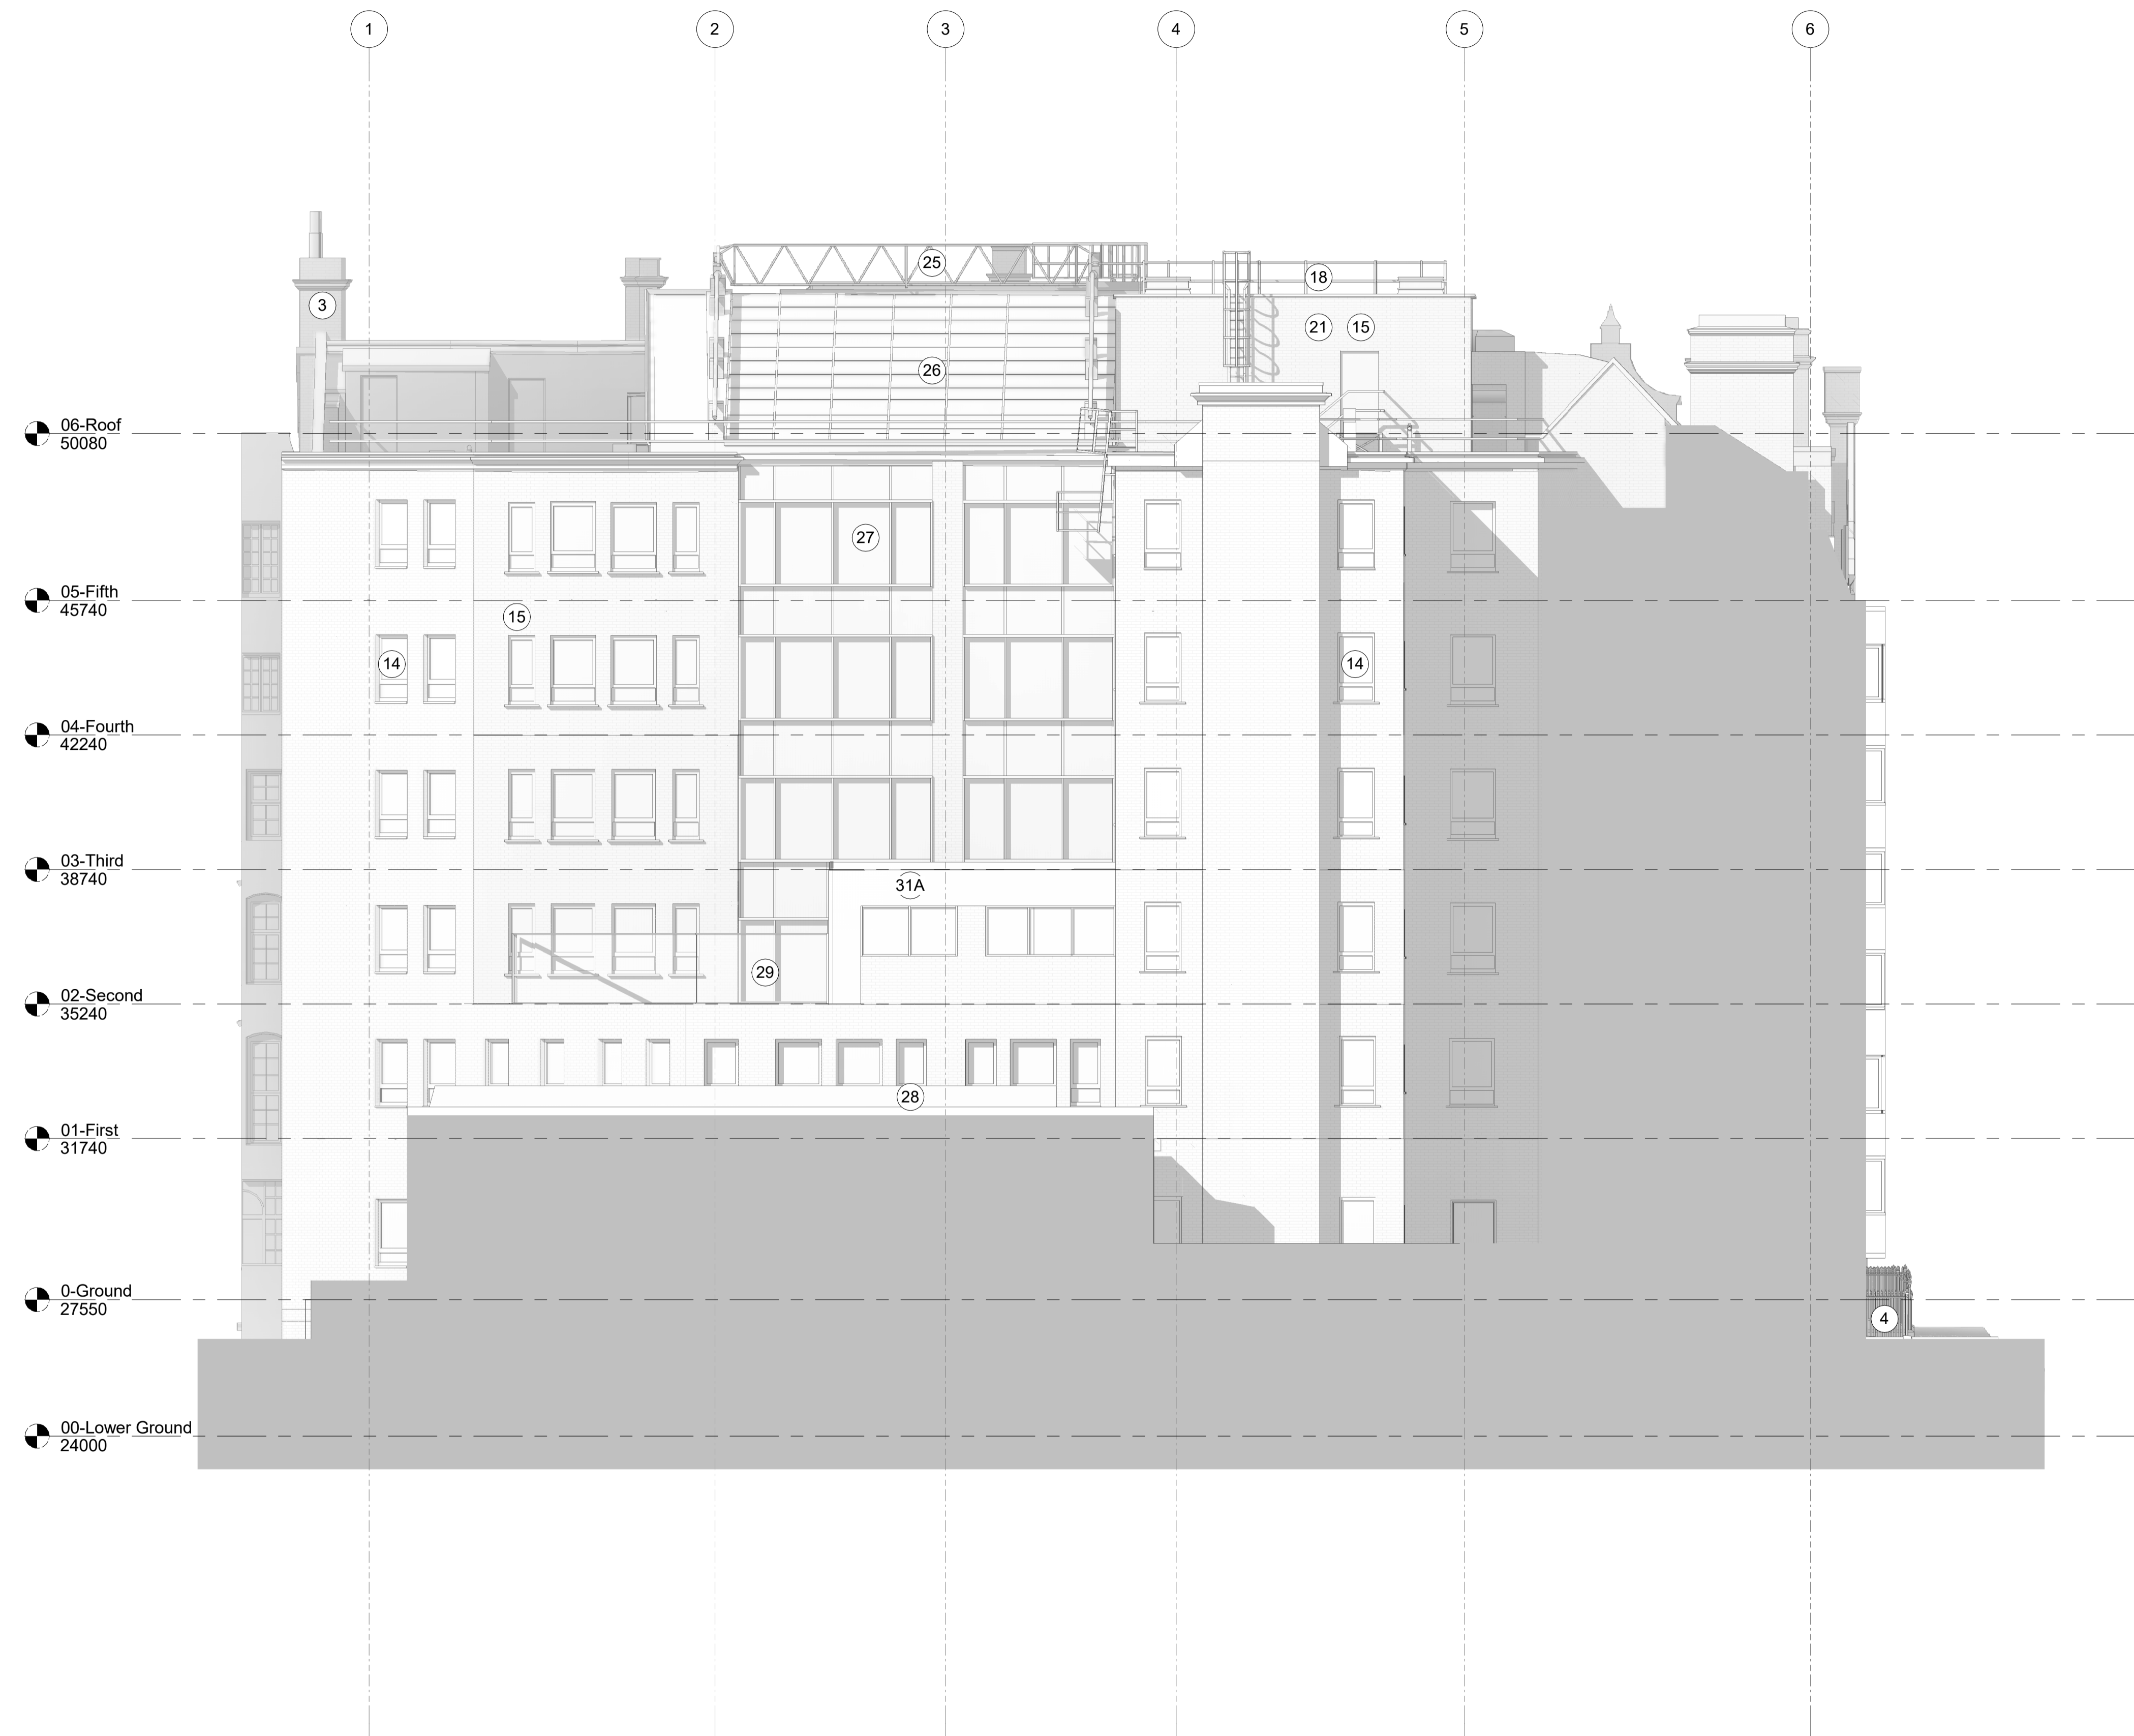 1 2 3 4 5 6
25
18
3
21 15
26
06-Roof
50080
27
05-Fifth
45740
15
14 14
04-Fourth
42240
03-Third
38740
31A
29
02-Second
35240
28
01-First
31740
0-Ground
27550
4
00-Lower Ground
24000